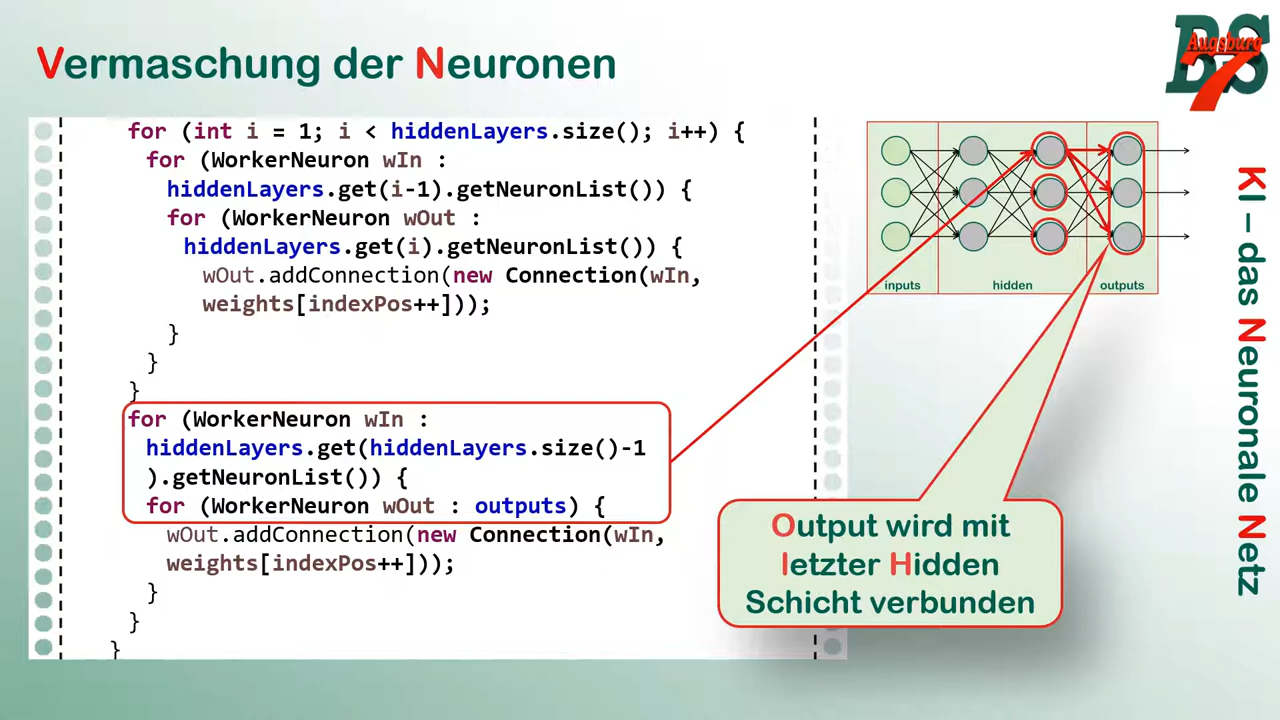 Vermaschung der Neuronen
BS
Augsburg
7
for (int i = 1; i < hiddenLayers.size(); i++) {
for (WorkerNeuron wIn :
hiddenLayers.get(i-1).getNeuronList()) {
for (WorkerNeuron wOut :
hiddenLayers.get(i).getNeuronList()) {
wOut.addConnection(new Connection(wIn,
weights[indexPos++]));
}
}
}
for (WorkerNeuron wIn :
hiddenLayers.get(hiddenLayers.size()-1
).getNeuronList()) {
for (WorkerNeuron wOut : outputs) {
wOut.addConnection(new Connection(wIn,
weights[indexPos++]));
}
}
}
inputs
hidden
outputs
Output wird mit
letzter Hidden
Schicht verbunden
KI – das Neuronale Netz